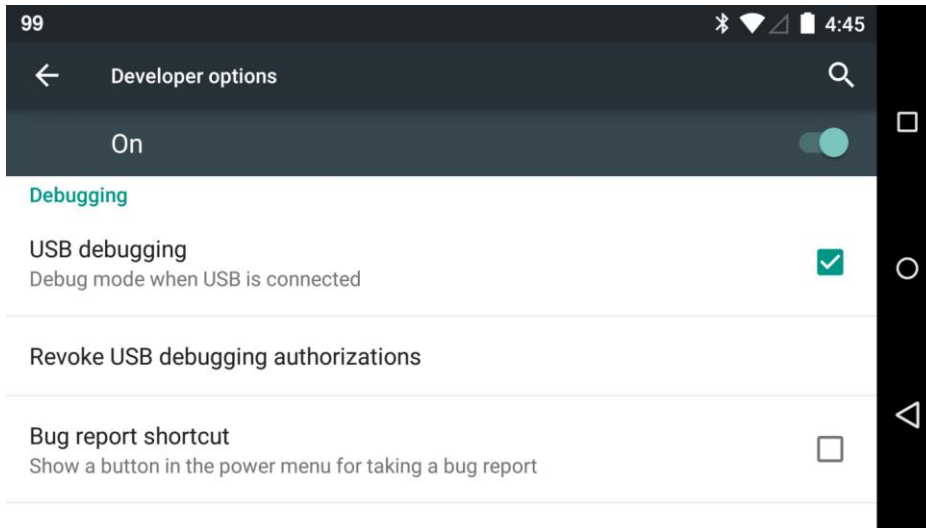 99
4:45
Developer options
On
Debugging
USB debugging
Debug mode when USB is connected
Revoke USB debugging authorizations
Bug report shortcut
Show a button in the power menu for taking a bug report